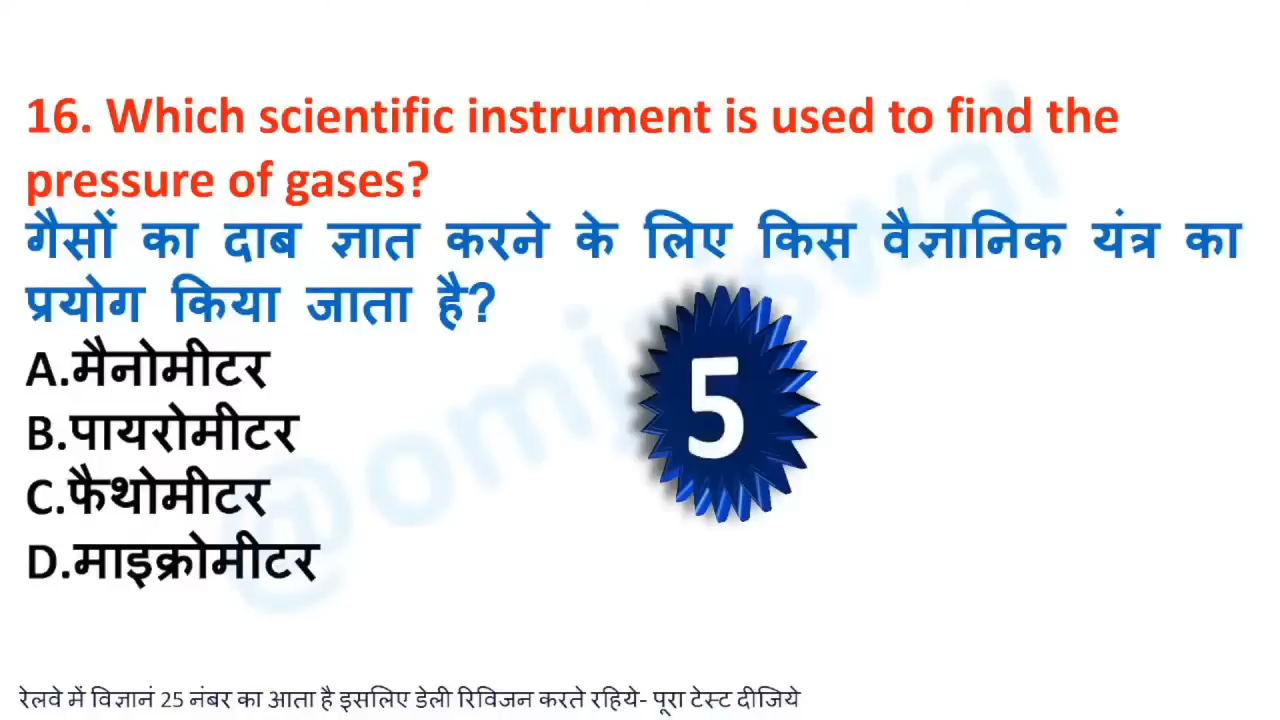 16. Which scientific instrument is used to find the
pressure of gases?
गैसों का दाब ज्ञात करने के लिए किस वैज्ञानिक यंत्र का
प्रयोग किया जाता है?
A.मैनोमीटर
B.पायरोमीटर
C.फैथोमीटर
D.माइक्रोमीटर
5
@omjaiswal
रेलवे में विज्ञानं 25 नंबर का आता है इसलिए डेली रिविजन करते रहिये- पूरा टेस्ट दीजिये